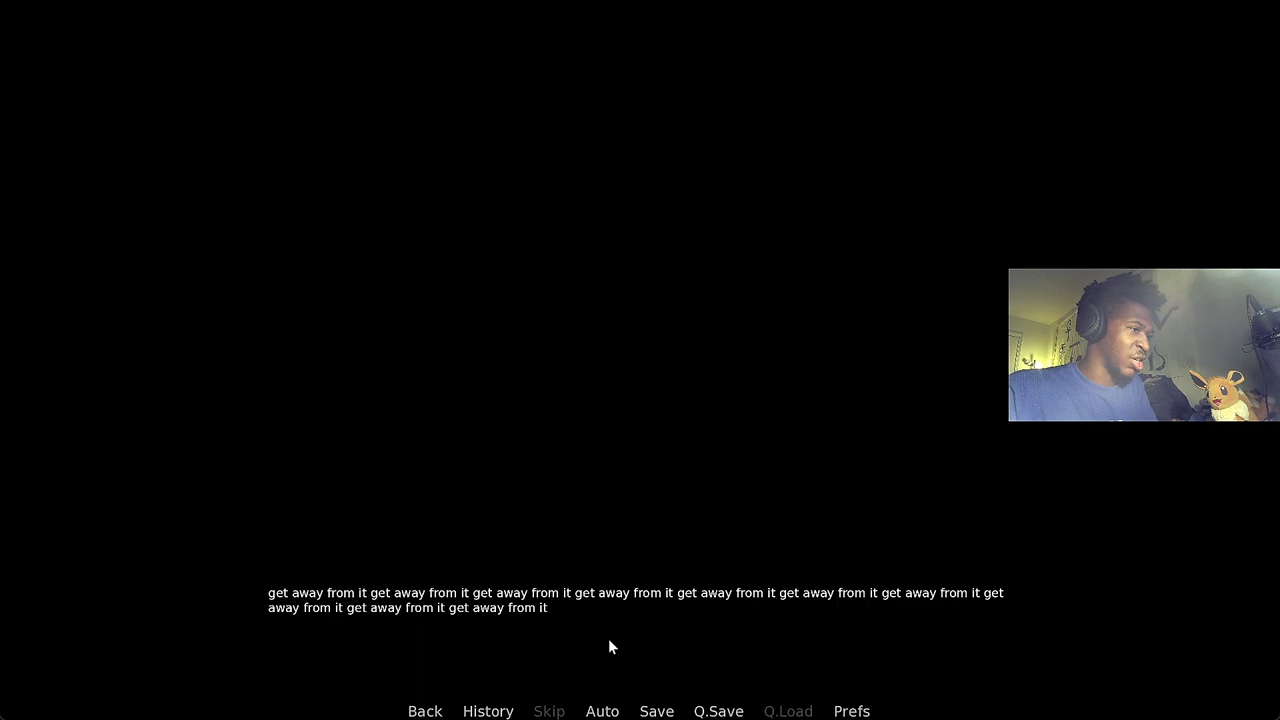 get away from it get away from it get away from it get away from it get away from it get away from it get away from it get
away from it get away from it get away from it
Back History Skip Auto Save Q.Save Q.Load Prefs